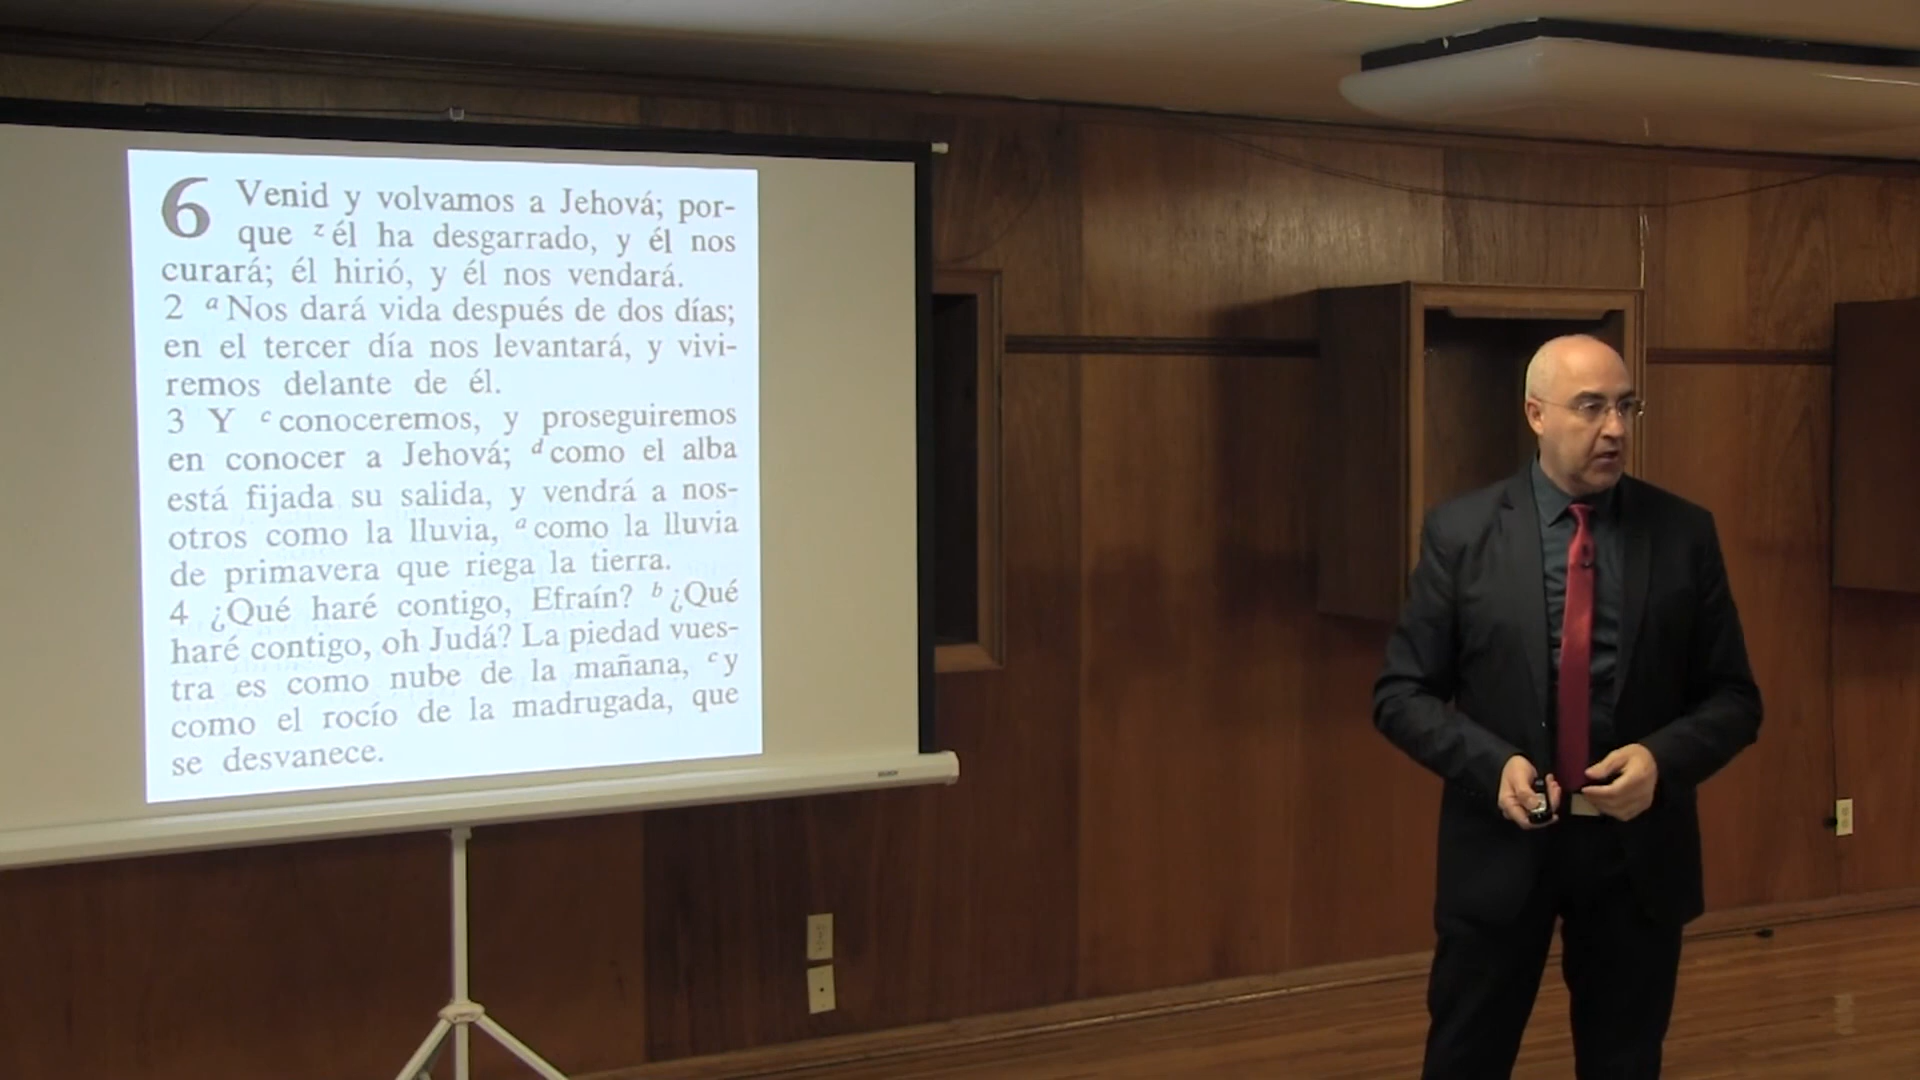 6 Venid y volvamos a Jehová; por-
que z él ha desgarrado, y él nos
curará; él hirió, y él nos vendará.
2 a Nos dará vida después de dos días;
en el tercer día nos levantará, y vivi-
remos delante de él.
3 Y c conoceremos, y proseguiremos
en conocer a Jehová; d como el alba
está fijada su salida, y vendrá a nos-
otros como la lluvia, a como la lluvia
de primavera que riega la tierra.
4 ¿Qué haré contigo, Efraín? b ¿Qué
haré contigo, oh Judá? La piedad vues-
tra es como nube de la mañana, c y
como el rocío de la madrugada, que
se desvanece.